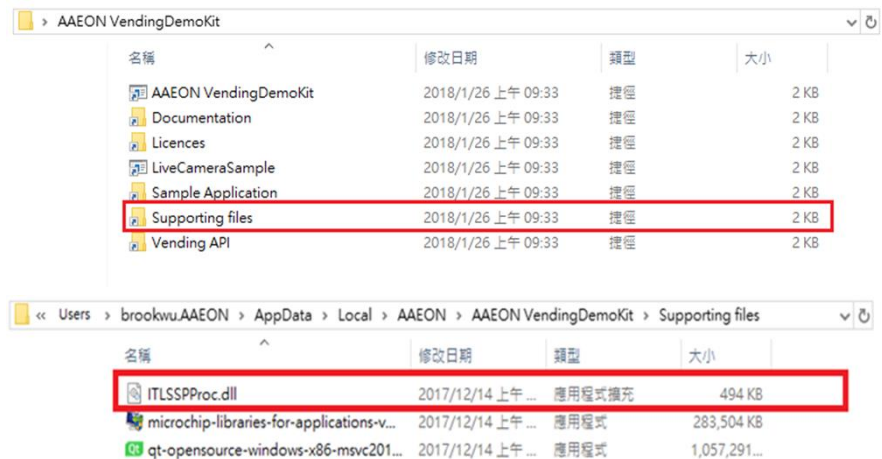 AAEON VendingDemoKit
名稱 修改日期 類型 大小
AAEON VendingDemoKit 2018/1/26 上午 09:33 捷徑 2 KB
Documentation 2018/1/26 上午 09:33 捷徑 2 KB
Licences 2018/1/26 上午 09:33 捷徑 2 KB
LiveCameraSample 2018/1/26 上午 09:33 捷徑 2 KB
Sample Application 2018/1/26 上午 09:33 捷徑 2 KB
Supporting files 2018/1/26 上午 09:33 捷徑 2 KB
Vending API 2018/1/26 上午 09:33 捷徑 2 KB
« Users > brookwu.AAEON > AppData > Local > AAEON > AAEON VendingDemoKit > Supporting files
名稱 修改日期 類型 大小
ITLSSPProc.dll 2017/12/14 上午 ... 應用程式擴充 494 KB
microchip-libraries-for-applications-v... 2017/12/14 上午 ... 應用程式 283,504 KB
Qt qt-opensource-windows-x86-msvc201... 2017/12/14 上午 ... 應用程式 1,057,291...